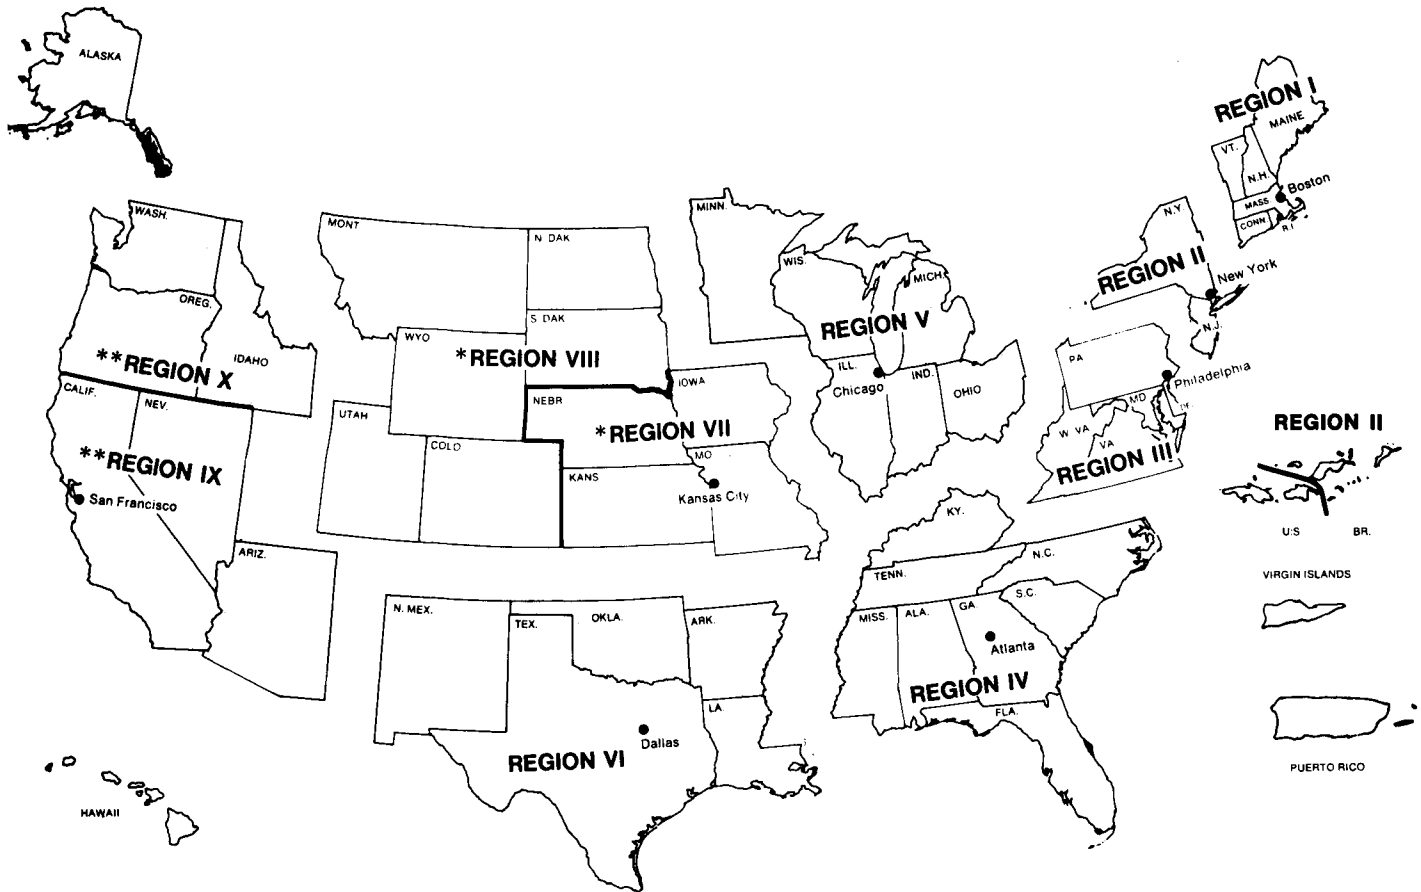 ALASKA
REGION I
MAINE
VT.
N.H.
Boston
MASS
CONN.
R.I
WASH.
MONT
N DAK
MINN.
N.Y
WIS.
MICH.
REGION II
New York
OREG.
S DAK
REGION V
N.J.
WYO
*REGION VIII
IDAHO
**REGION X
PA
ILL.
IND.
Chicago
OHIO
Philadelphia
CALIF.
NEV.
UTAH
NEBR
IOWA
MD
DE.
*REGION VII
W VA
VA
REGION III
REGION II
COLO
MO
**REGION IX
KANS
San Francisco
Kansas City
KY.
U.S
BR.
ARIZ.
N.C.
TENN.
VIRGIN ISLANDS
S.C.
N. MEX.
TEX.
OKLA.
ARK.
MISS.
ALA.
GA.
Atlanta
REGION IV
LA.
FLA.
Dallas
REGION VI
PUERTO RICO
HAWAII